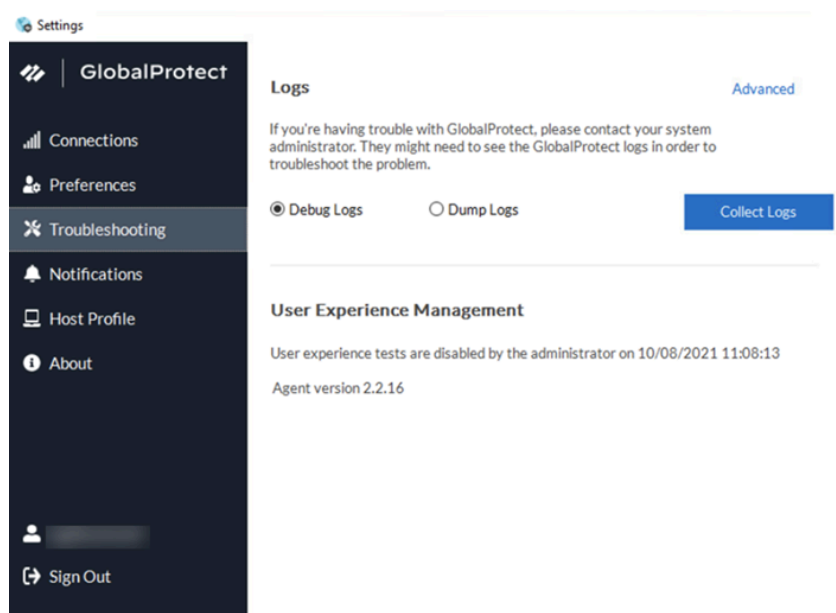 Settings
GlobalProtect
Connections
Preferences
Troubleshooting
Notifications
Host Profile
About
Sign Out
Logs
Advanced
If you're having trouble with GlobalProtect, please contact your system
administrator. They might need to see the GlobalProtect logs in order to
troubleshoot the problem.
Debug Logs
Dump Logs
Collect Logs
User Experience Management
User experience tests are disabled by the administrator on 10/08/2021 11:08:13
Agent version 2.2.16